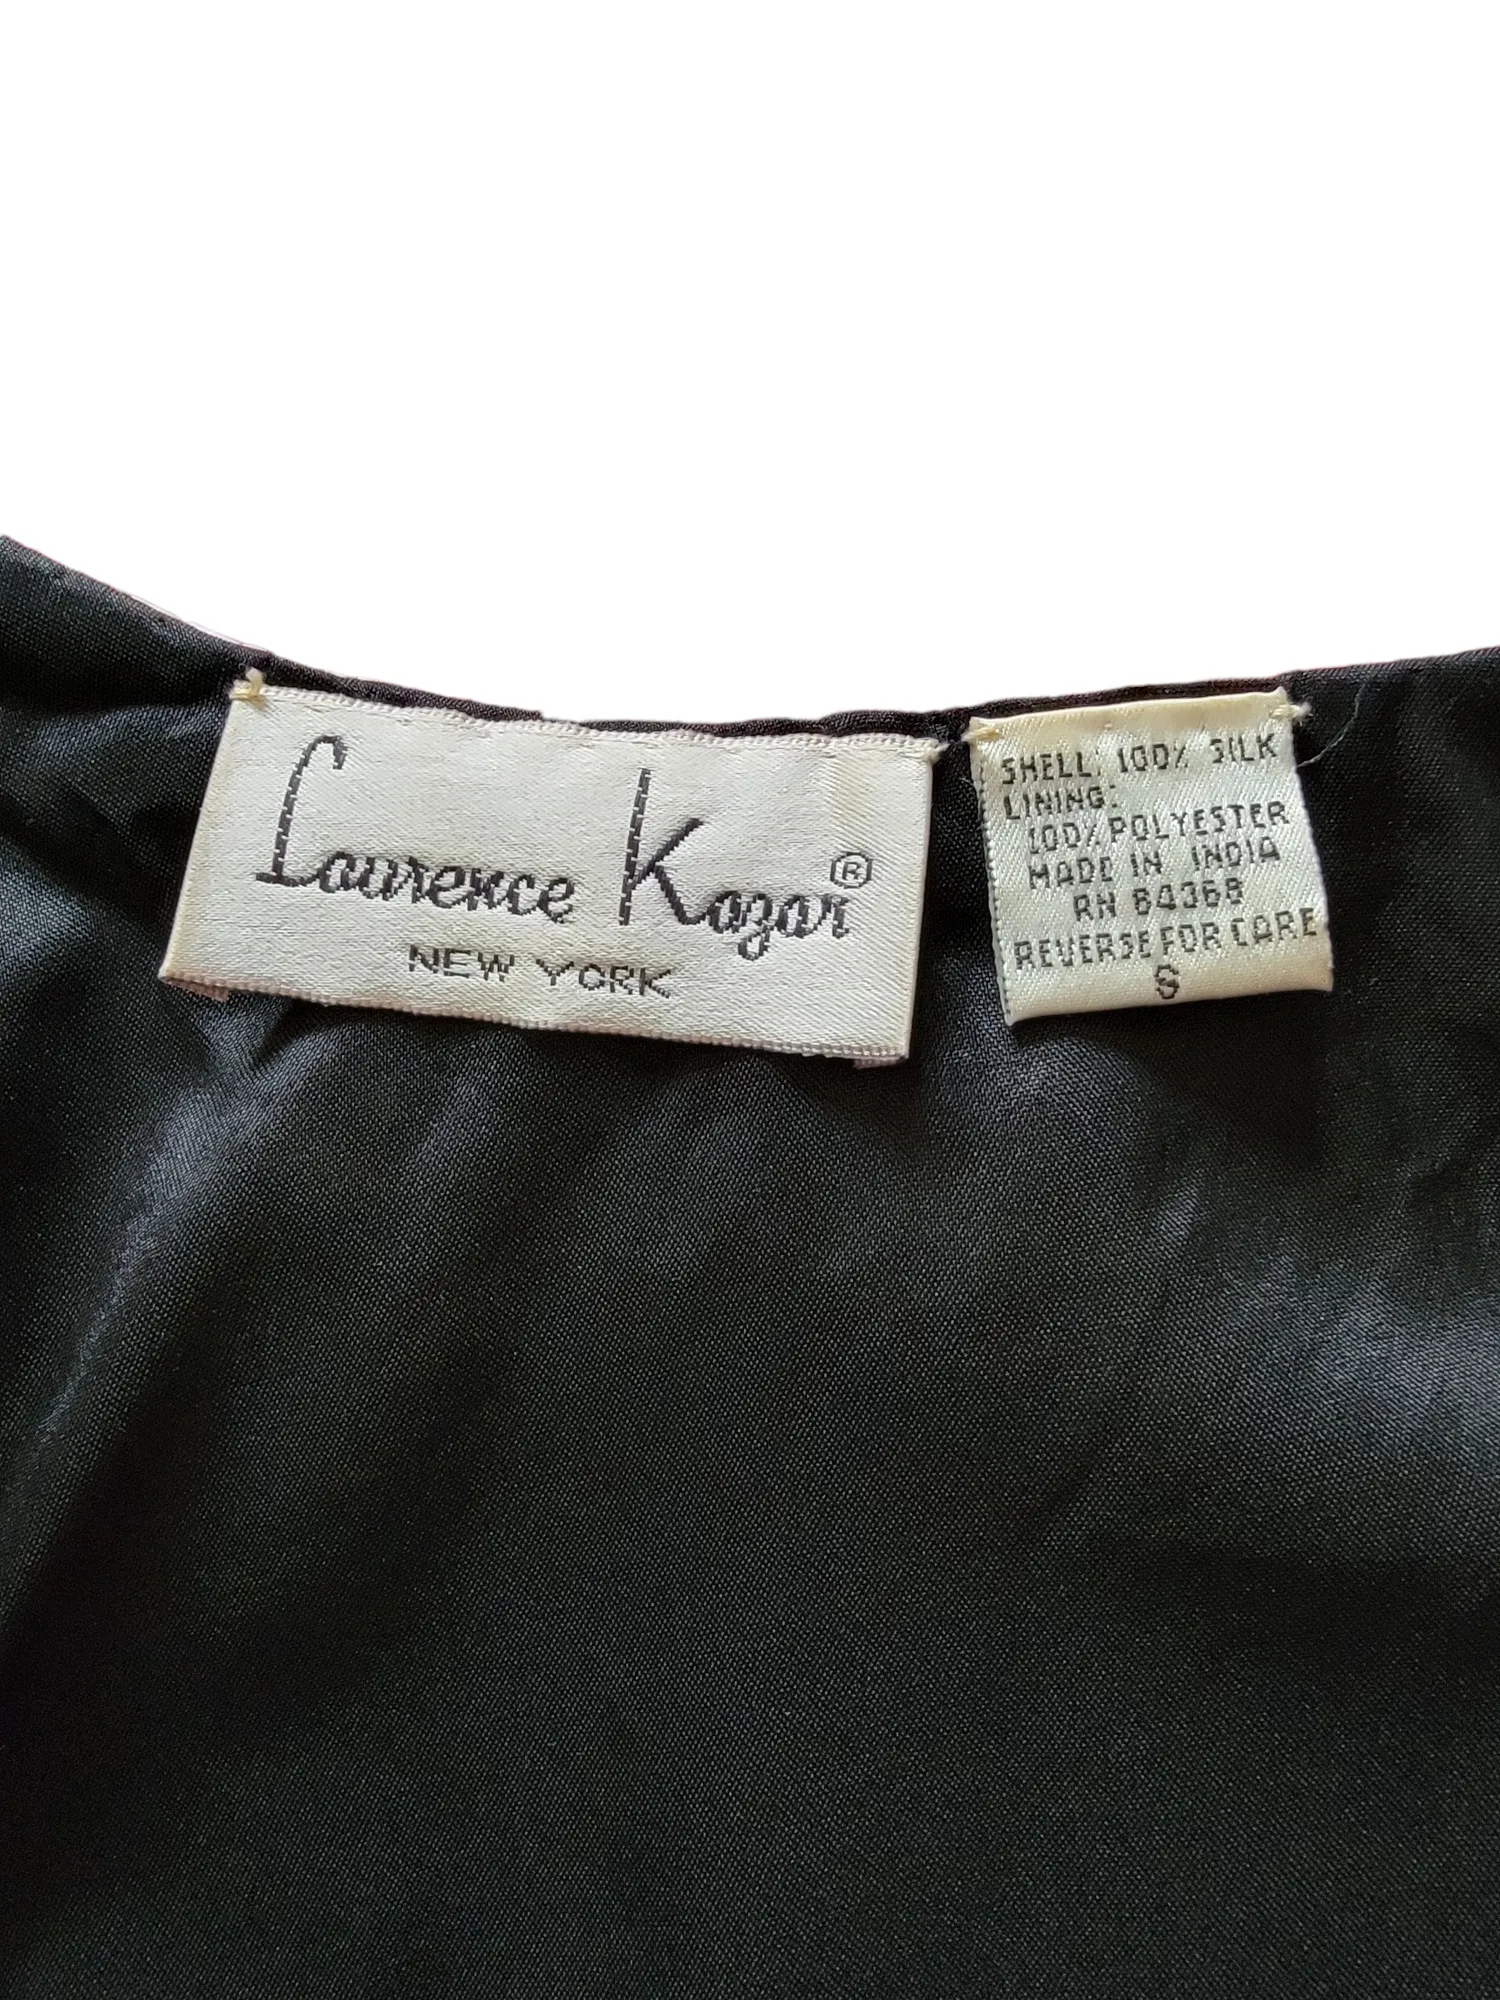 Laurence Kazar ®
NEW YORK
SHELL: 100% SILK
LINING:
100% POLYESTER
MADE IN INDIA
RN 84368
REVERSE FOR CARE
S